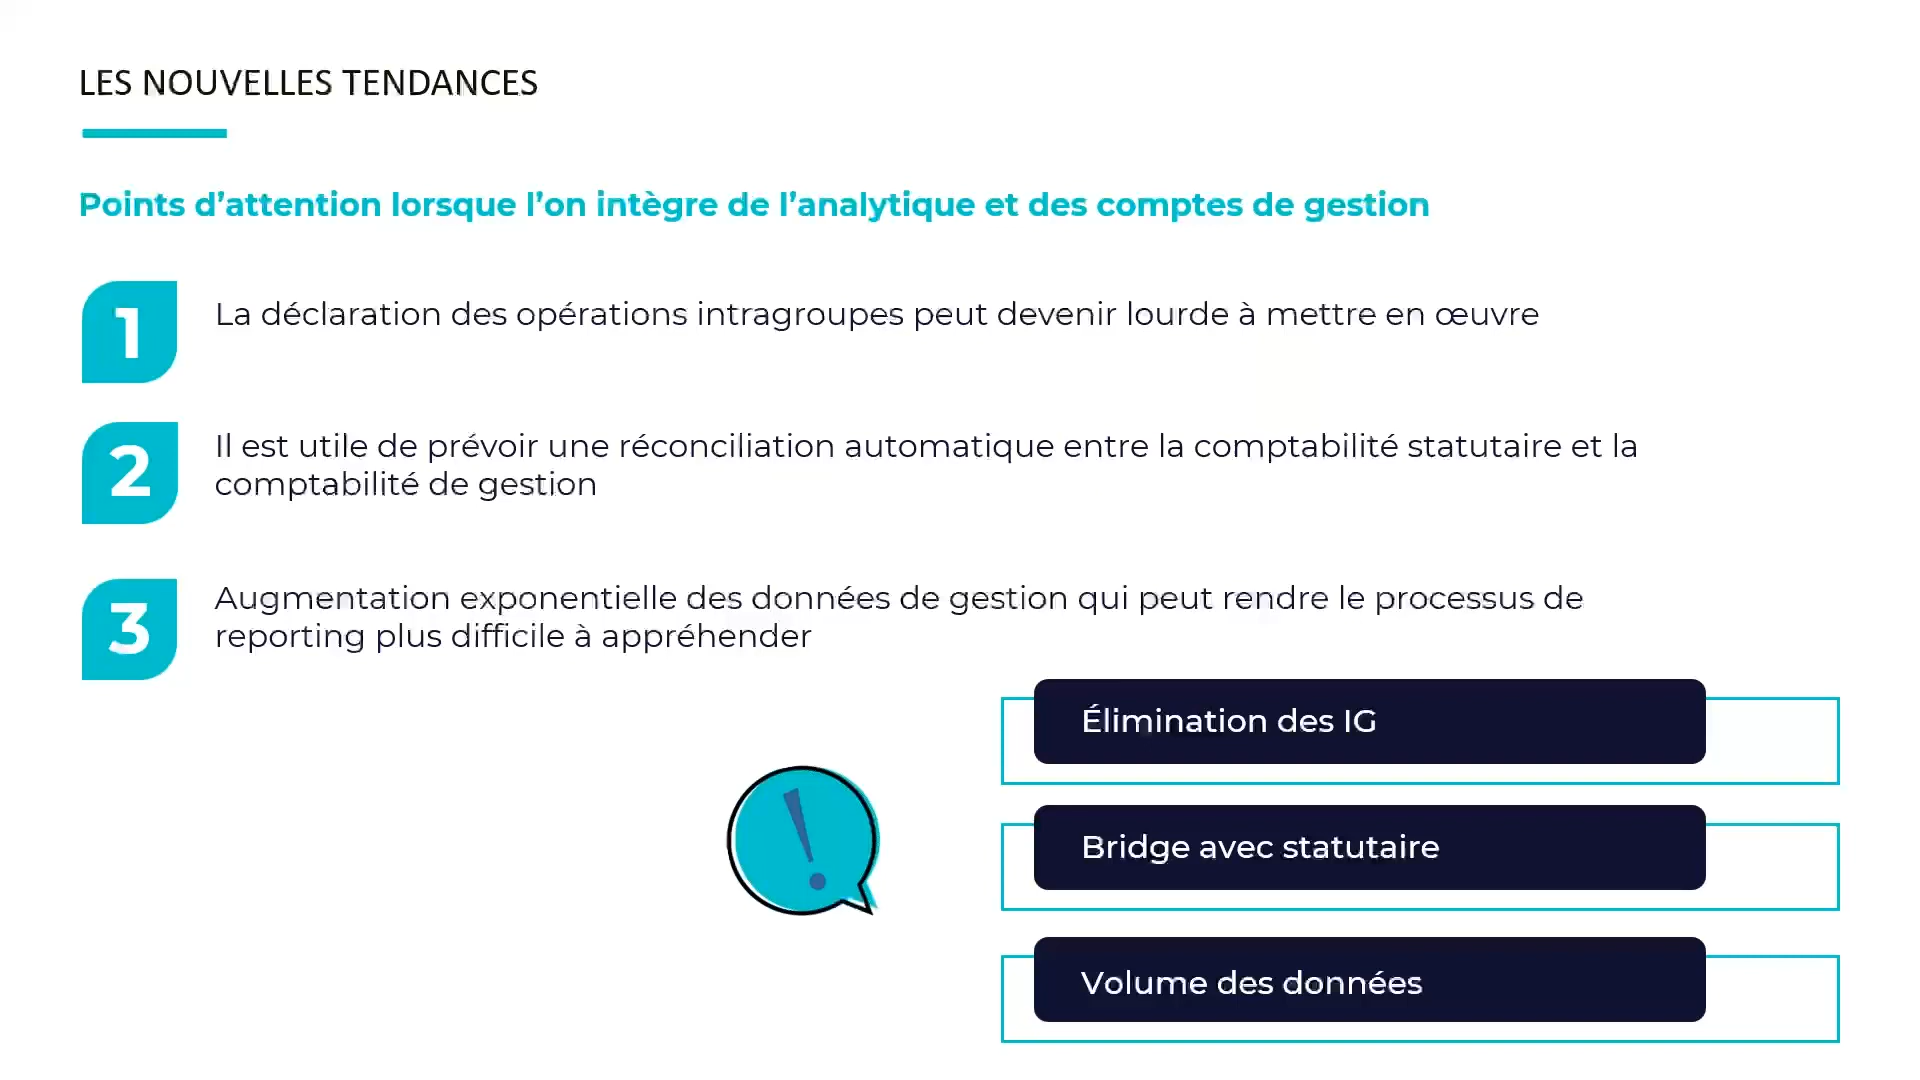 LES NOUVELLES TENDANCES
Points d’attention lorsque l’on intègre de l’analytique et des comptes de gestion
1
La déclaration des opérations intragroupes peut devenir lourde à mettre en œuvre
2
Il est utile de prévoir une réconciliation automatique entre la comptabilité statutaire et la
comptabilité de gestion
3
Augmentation exponentielle des données de gestion qui peut rendre le processus de
reporting plus difficile à appréhender
Élimination des IG
!
Bridge avec statutaire
Volume des données